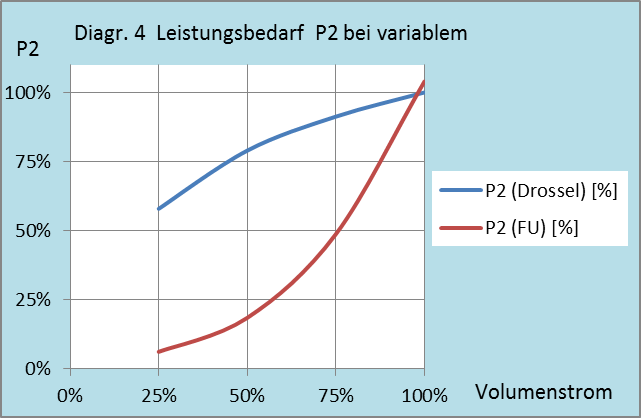 Diagr. 4  Leistungsbedarf  P2 bei variablem
P2
100%
75%
50%
25%
0%
0%
25%
50%
75%
100%
Volumenstrom
P2 (Drossel) [%]
P2 (FU) [%]